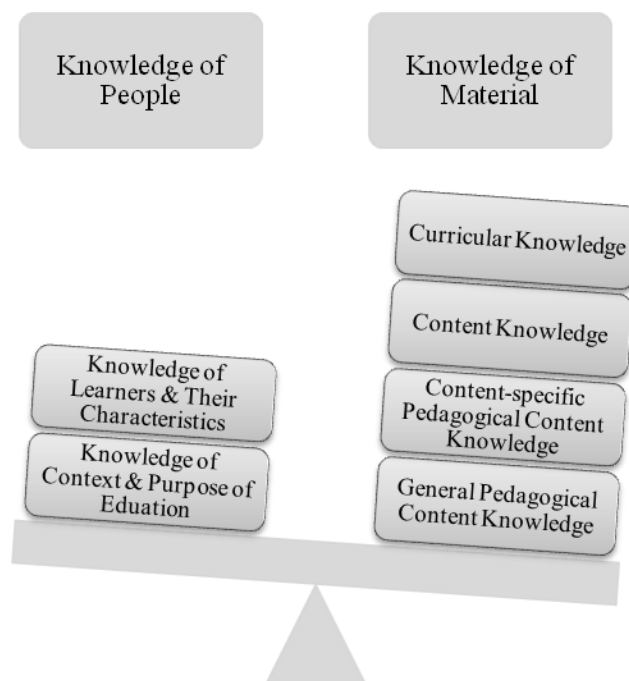 Knowledge of
People
Knowledge of
Material
Curricular Knowledge
Content Knowledge
Knowledge of
Learners & Their
Characteristics
Content-specific
Pedagogical Content
Knowledge
Knowledge of
Context & Purpose of
Eduation
General Pedagogical
Content Knowledge